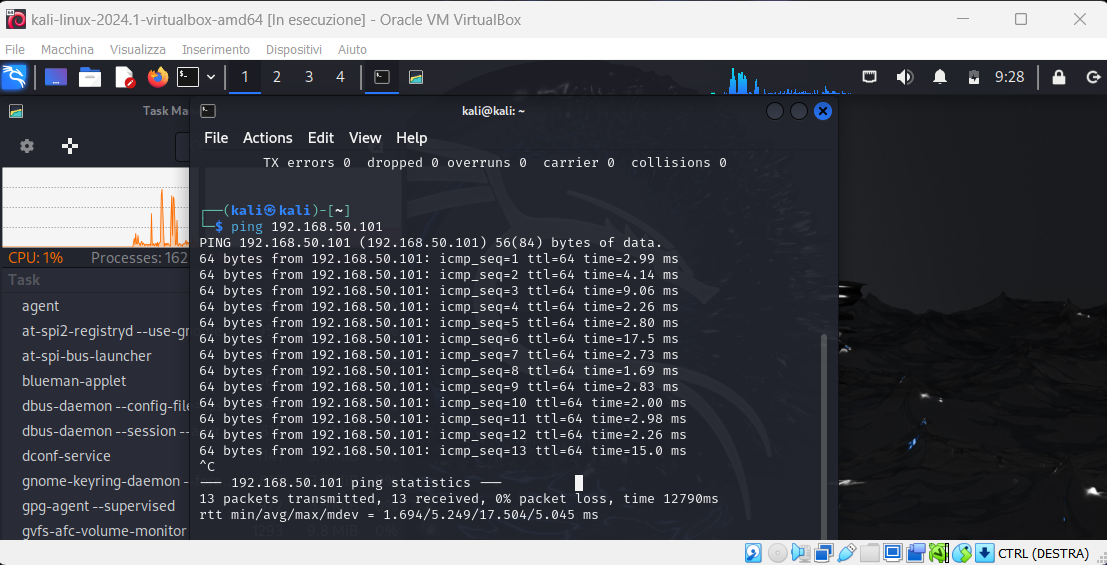 kali-linux-2024.1-virtualbox-amd64 [In esecuzione] - Oracle VM VirtualBox
File Macchina Visualizza Inserimento Dispositivi Aiuto
1 2 3 4 9:28
Task Ma
kali@kali: ~
File Actions Edit View Help
TX errors 0 dropped 0 overruns 0 carrier 0 collisions 0
┌──(kali㉿kali)-[~]
└─$ ping 192.168.50.101
PING 192.168.50.101 (192.168.50.101) 56(84) bytes of data.
64 bytes from 192.168.50.101: icmp_seq=1 ttl=64 time=2.99 ms
64 bytes from 192.168.50.101: icmp_seq=2 ttl=64 time=4.14 ms
64 bytes from 192.168.50.101: icmp_seq=3 ttl=64 time=9.06 ms
64 bytes from 192.168.50.101: icmp_seq=4 ttl=64 time=2.26 ms
64 bytes from 192.168.50.101: icmp_seq=5 ttl=64 time=2.80 ms
64 bytes from 192.168.50.101: icmp_seq=6 ttl=64 time=17.5 ms
64 bytes from 192.168.50.101: icmp_seq=7 ttl=64 time=2.73 ms
64 bytes from 192.168.50.101: icmp_seq=8 ttl=64 time=1.69 ms
64 bytes from 192.168.50.101: icmp_seq=9 ttl=64 time=2.83 ms
64 bytes from 192.168.50.101: icmp_seq=10 ttl=64 time=2.00 ms
64 bytes from 192.168.50.101: icmp_seq=11 ttl=64 time=2.98 ms
64 bytes from 192.168.50.101: icmp_seq=12 ttl=64 time=2.26 ms
64 bytes from 192.168.50.101: icmp_seq=13 ttl=64 time=15.0 ms
^C
─── 192.168.50.101 ping statistics ───
13 packets transmitted, 13 received, 0% packet loss, time 12790ms
rtt min/avg/max/mdev = 1.694/5.249/17.504/5.045 ms
CPU: 1% Processes: 162
Task
agent
at-spi2-registryd --use-gn
at-spi-bus-launcher
blueman-applet
dbus-daemon --config-file
dbus-daemon --session --
dconf-service
gnome-keyring-daemon -
gpg-agent --supervised
gvfs-afc-volume-monitor
CTRL (DESTRA)